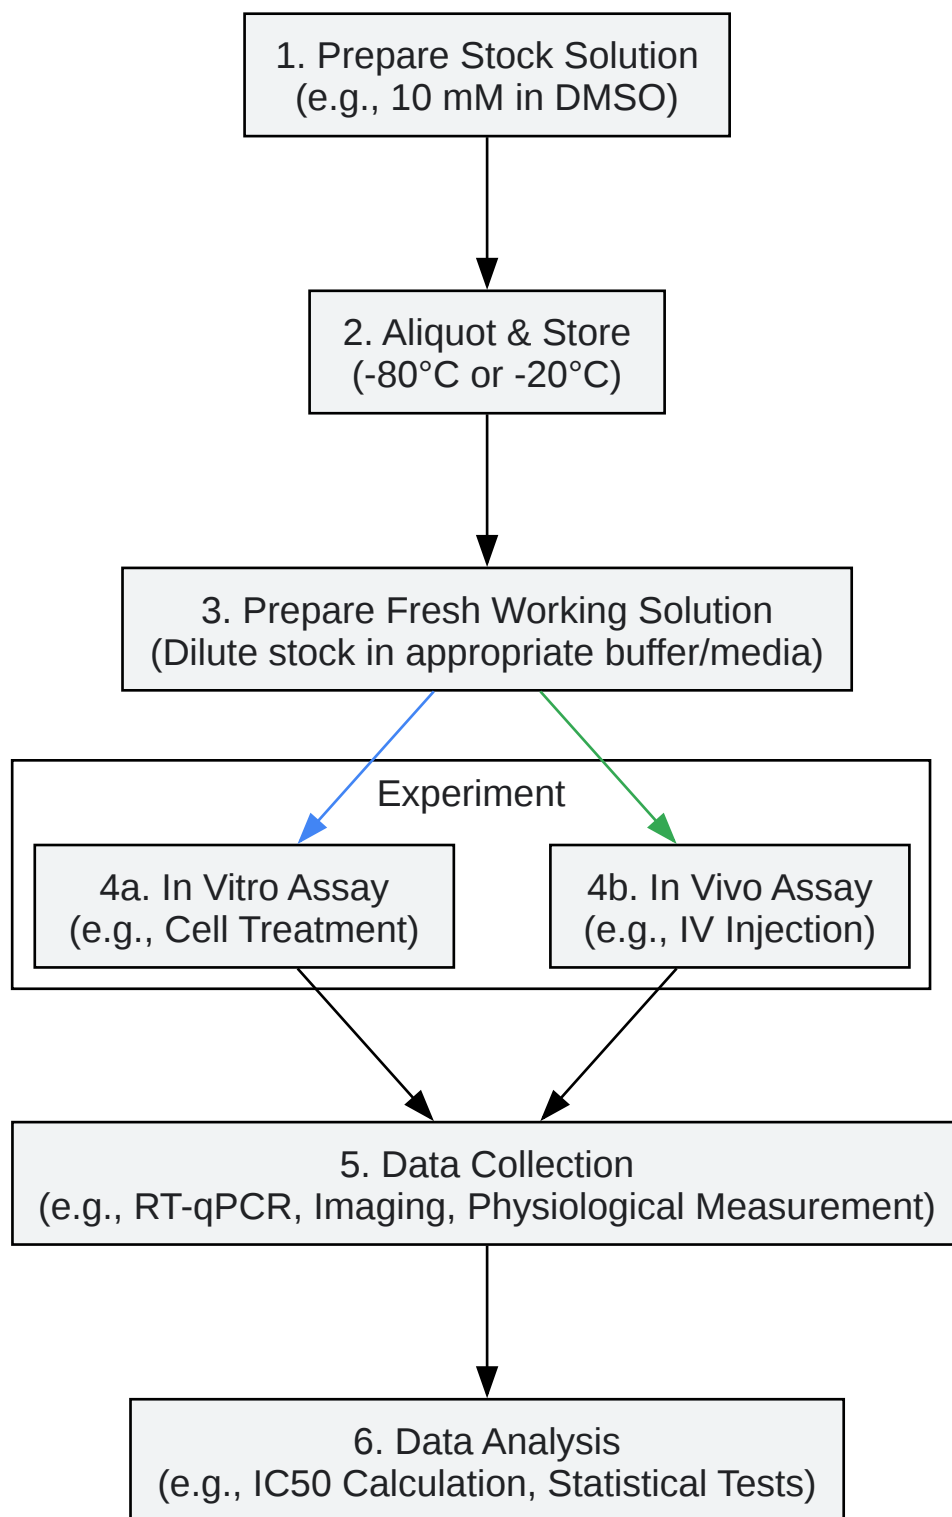 1. Prepare Stock Solution
(e.g., 10 mM in DMSO)
2. Aliquot & Store
(-80°C or -20°C)
3. Prepare Fresh Working Solution
(Dilute stock in appropriate buffer/media)
Experiment
4a. In Vitro Assay
(e.g., Cell Treatment)
4b. In Vivo Assay
(e.g., IV Injection)
5. Data Collection
(e.g., RT-qPCR, Imaging, Physiological Measurement)
6. Data Analysis
(e.g., IC50 Calculation, Statistical Tests)